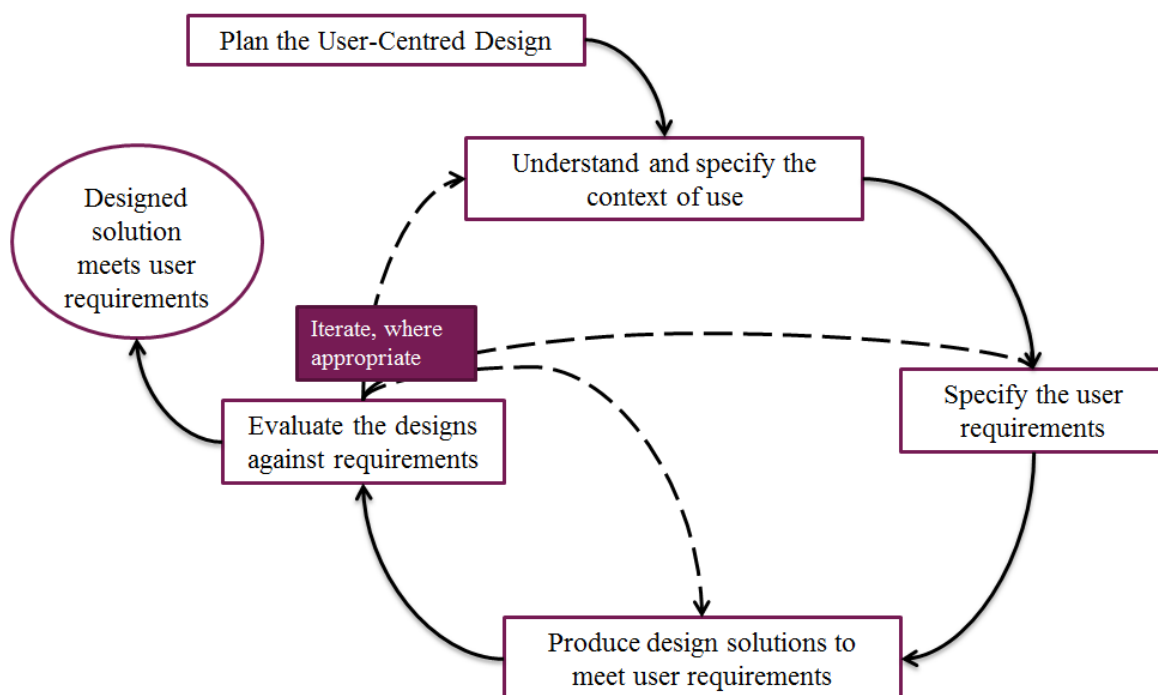 Plan the User-Centred Design
Understand and specify the
context of use
Designed
solution
meets user
requirements
Iterate, where
appropriate
Specify the user
requirements
Evaluate the designs
against requirements
Produce design solutions to
meet user requirements